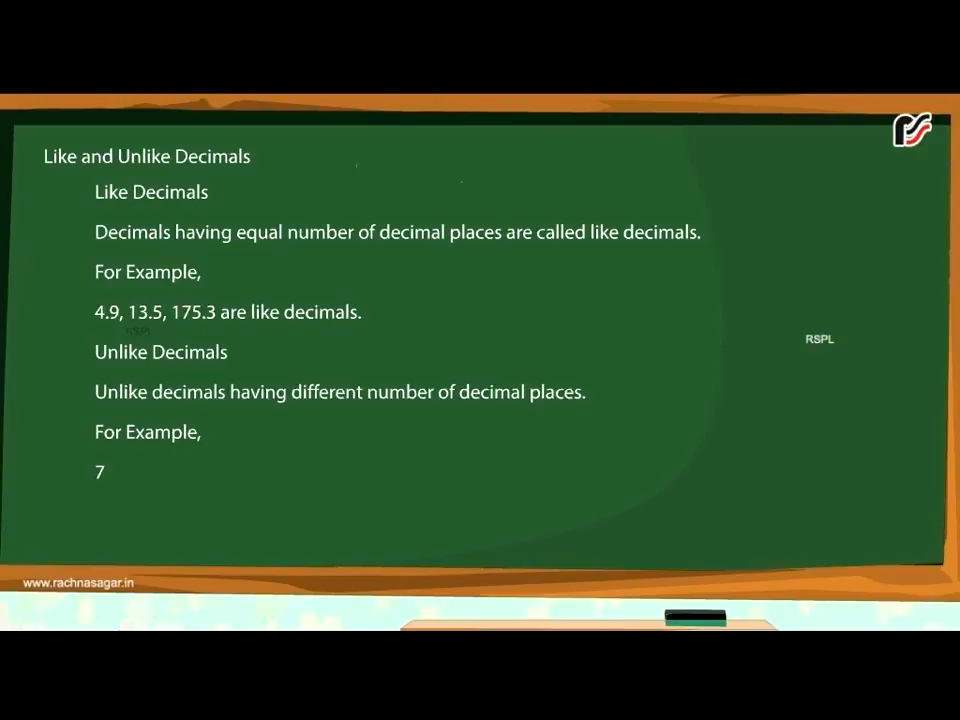 Like and Unlike Decimals
Like Decimals
Decimals having equal number of decimal places are called like decimals.
For Example,
4.9, 13.5, 175.3 are like decimals.
RSPL
RSPL
Unlike Decimals
Unlike decimals having different number of decimal places.
For Example,
7
www.rachnasagar.in